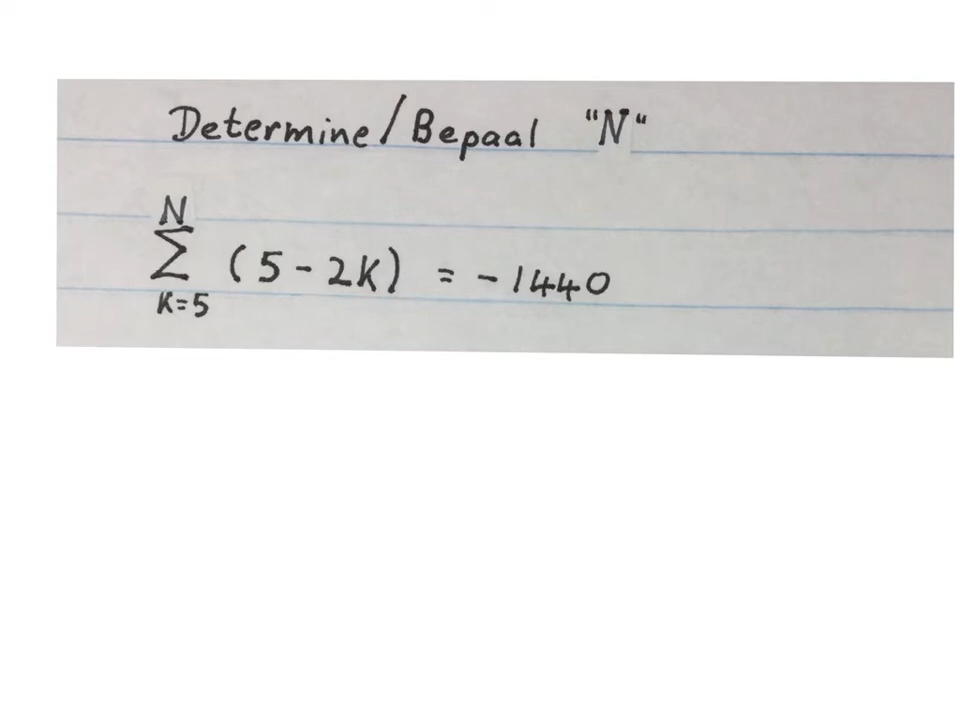 Determine/Bepaal "N"
N
Σ (5 - 2K) = -1440
K=5